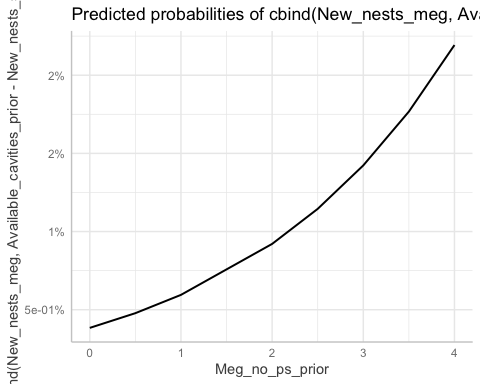 Predicted probabilities of cbind(New_nests_meg, Ava
nd(New_nests_meg, Available_cavities_prior - New_nests_
2%
2%
1%
5e-01%
0
1
2
3
4
Meg_no_ps_prior